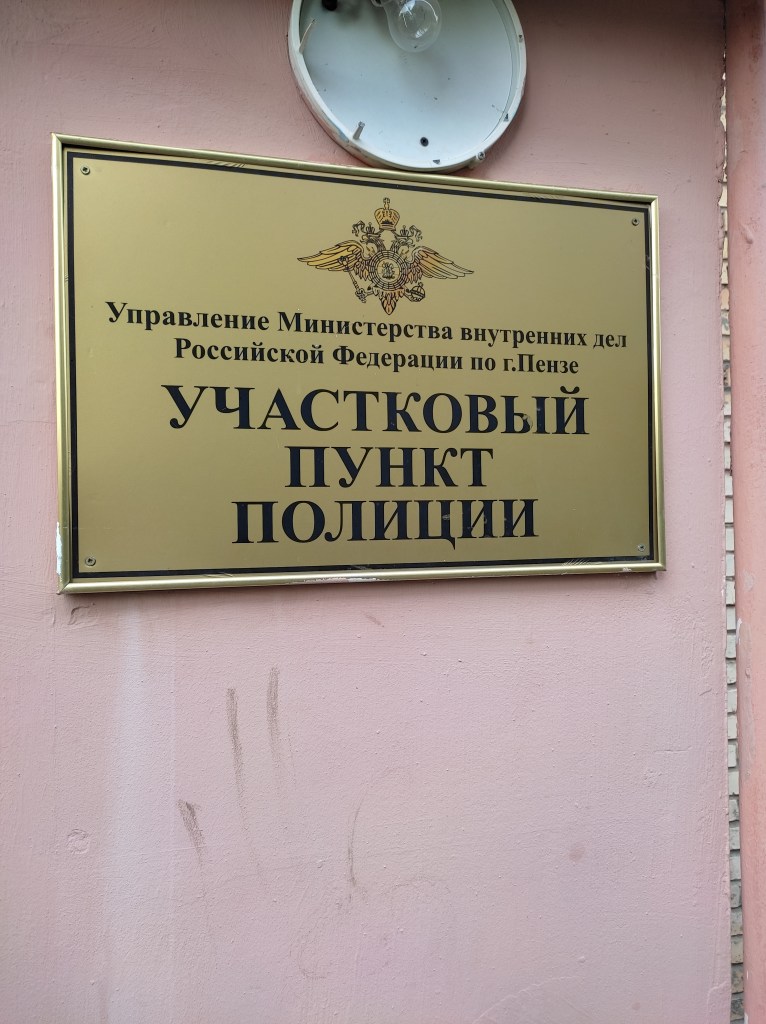 Управление Министерства внутренних дел
Российской Федерации по г.Пензе
УЧАСТКОВЫЙ
ПУНКТ
ПОЛИЦИИ